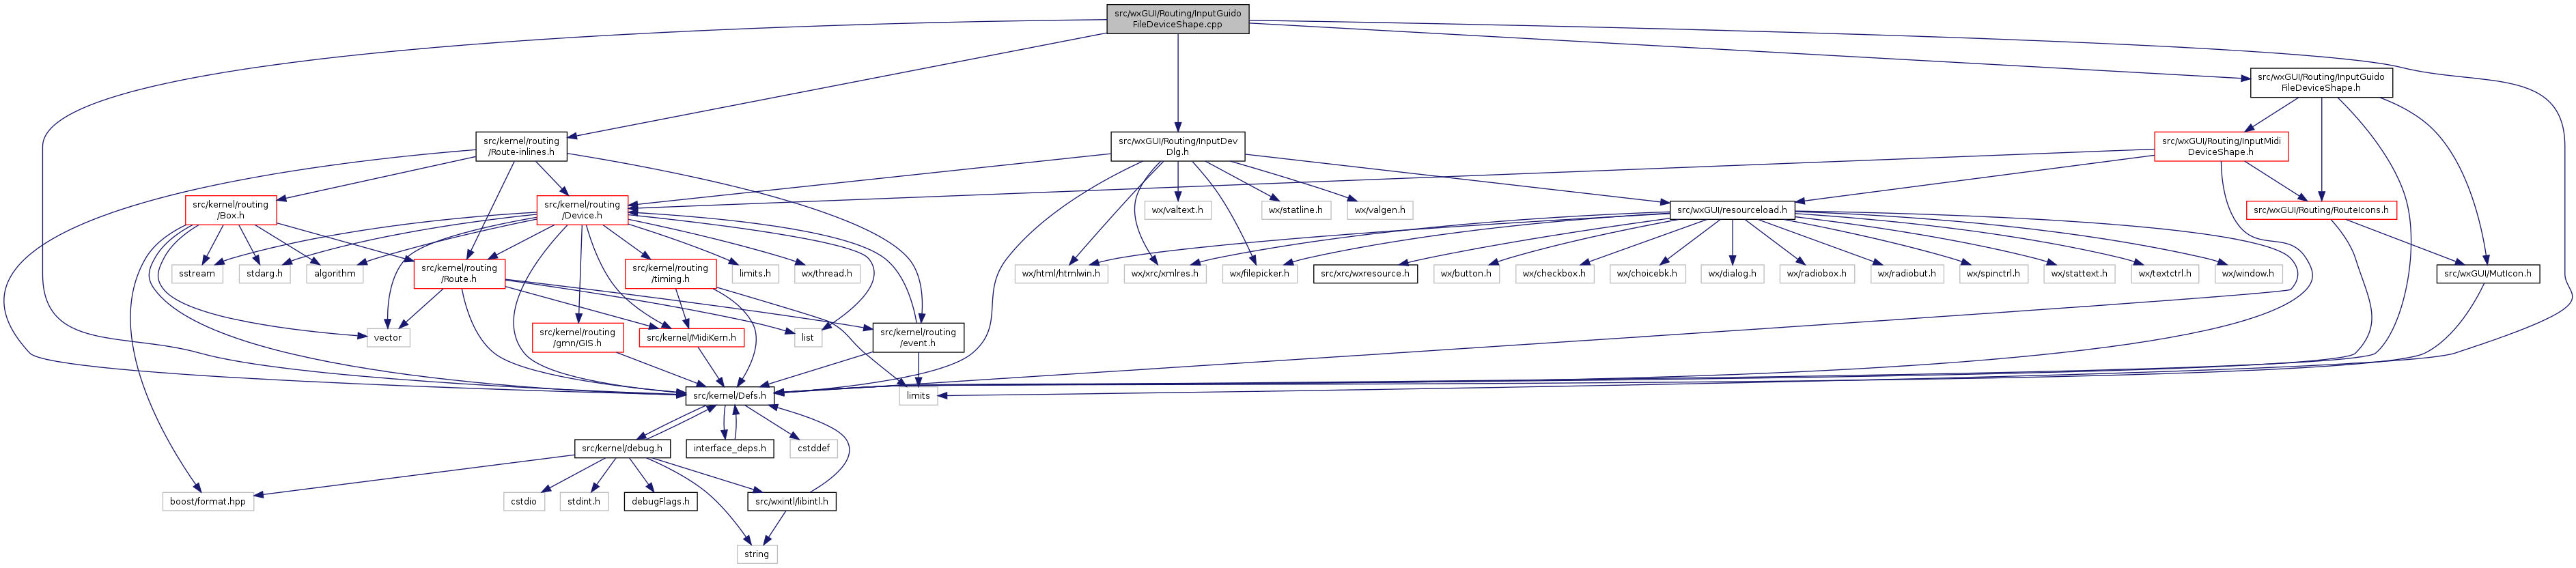 src/wxGUI/Routing/InputGuido
FileDeviceShape.cpp
src/wxGUI/Routing/InputGuido
FileDeviceShape.h
src/kernel/routing
/Route-inlines.h
src/wxGUI/Routing/InputDev
Dlg.h
src/wxGUI/Routing/InputMidi
DeviceShape.h
src/kernel/routing
/Box.h
src/kernel/routing
/Device.h
wx/valtext.h
wx/statline.h
wx/valgen.h
src/wxGUI/resourceload.h
src/wxGUI/Routing/RouteIcons.h
sstream
stdarg.h
algorithm
src/kernel/routing
/Route.h
src/kernel/routing
/timing.h
limits.h
wx/thread.h
wx/html/htmlwin.h
wx/xrc/xmlres.h
wx/filepicker.h
src/xrc/wxresource.h
wx/button.h
wx/checkbox.h
wx/choicebk.h
wx/dialog.h
wx/radiobox.h
wx/radiobut.h
wx/spinctrl.h
wx/stattext.h
wx/textctrl.h
wx/window.h
src/wxGUI/MutIcon.h
vector
src/kernel/routing
/gmn/GIS.h
src/kernel/MidiKern.h
list
src/kernel/routing
/event.h
src/kernel/Defs.h
limits
src/kernel/debug.h
interface_deps.h
cstddef
boost/format.hpp
cstdio
stdint.h
debugFlags.h
src/wxintl/libintl.h
string